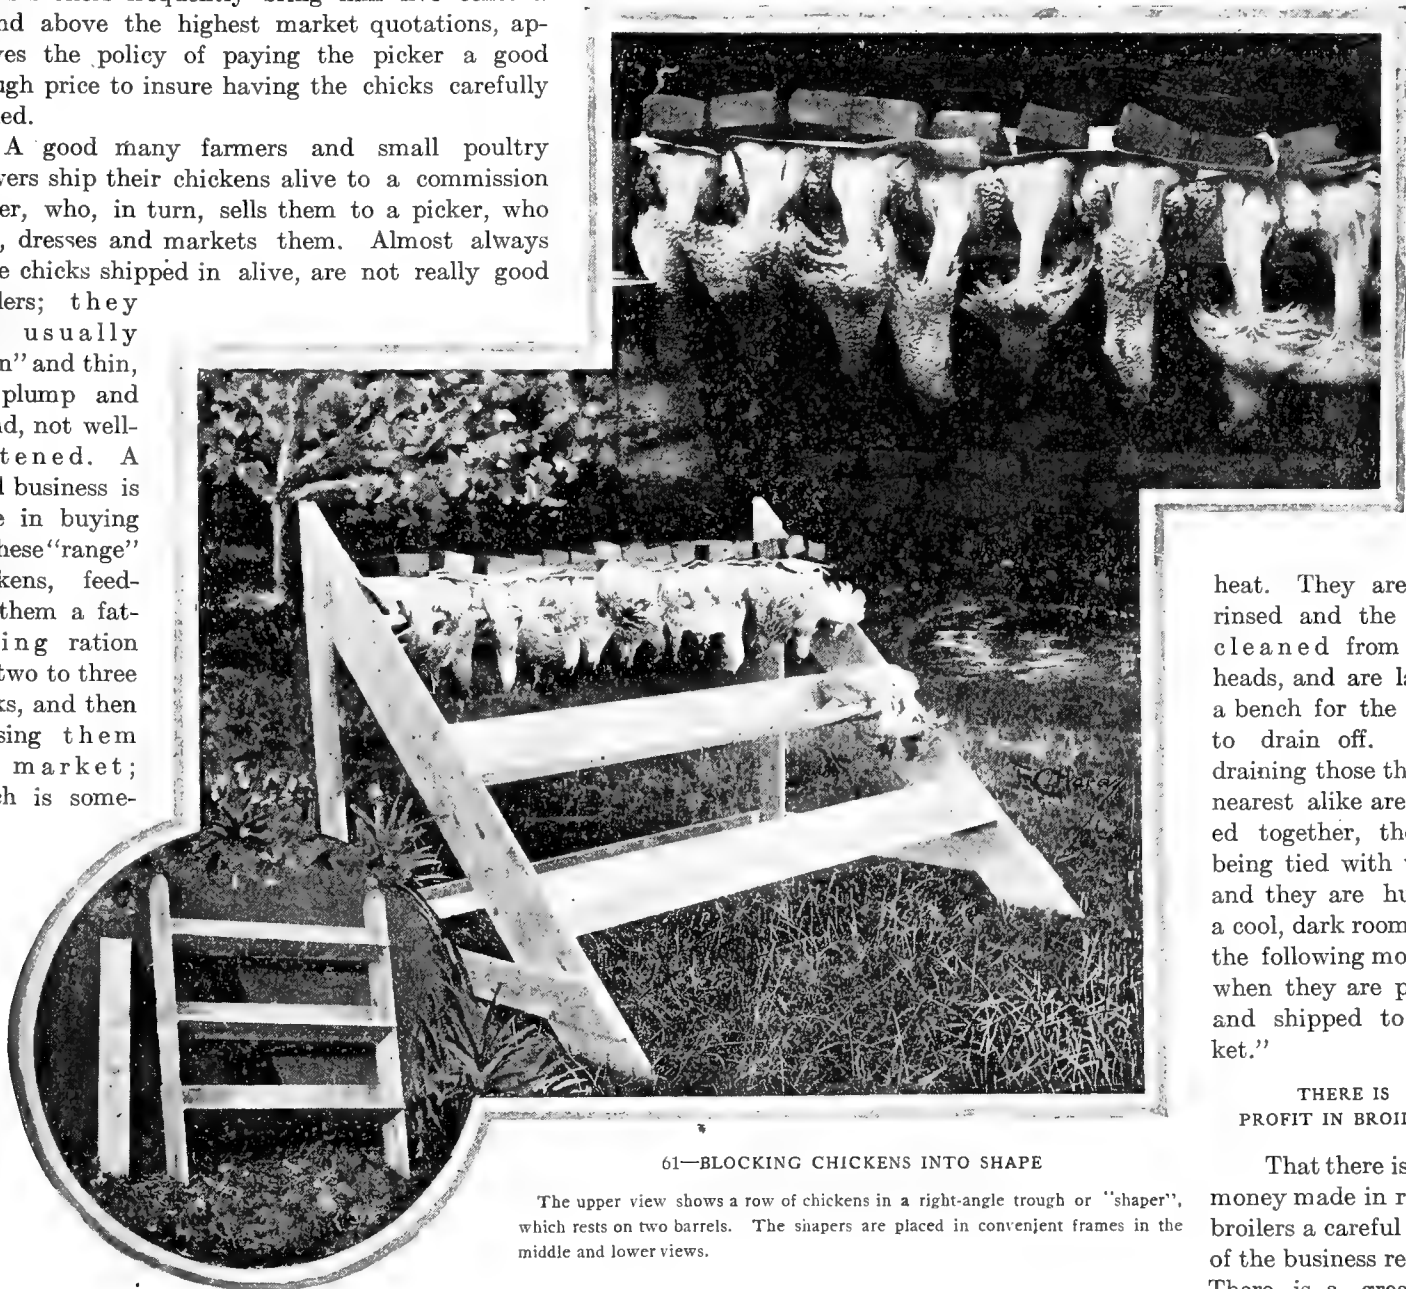 nd above the highest market quotations, ap-
es the policy of paying the picker a good
ugh price to insure having the chicks carefully
ed.
A good many farmers and small poultry
vers ship their chickens alive to a commission
er, who, in turn, sells them to a picker, who
, dresses and markets them. Almost always
e chicks shipped in alive, are not really good
lers; they
usually
n" and thin,
plump and
d, not well-
tened. A
l business is
e in buying
hese "range"
kens, feed-
them a fat-
ing ration
two to three
ks, and then
sing them
market;
h is some-
heat. They are
rinsed and the
cleaned from
heads, and are la
a bench for the
to drain off.
draining those th
nearest alike are
ed together, the
being tied with
and they are hu
a cool, dark room
the following mo
when they are p
and shipped to
ket."
THERE IS
PROFIT IN BROI
That there is
money made in r
broilers a careful
of the business re
There is a grea
61—BLOCKING CHICKENS INTO SHAPE
The upper view shows a row of chickens in a right-angle trough or "shaper",
which rests on two barrels. The shapers are placed in convenient frames in the
middle and lower views.